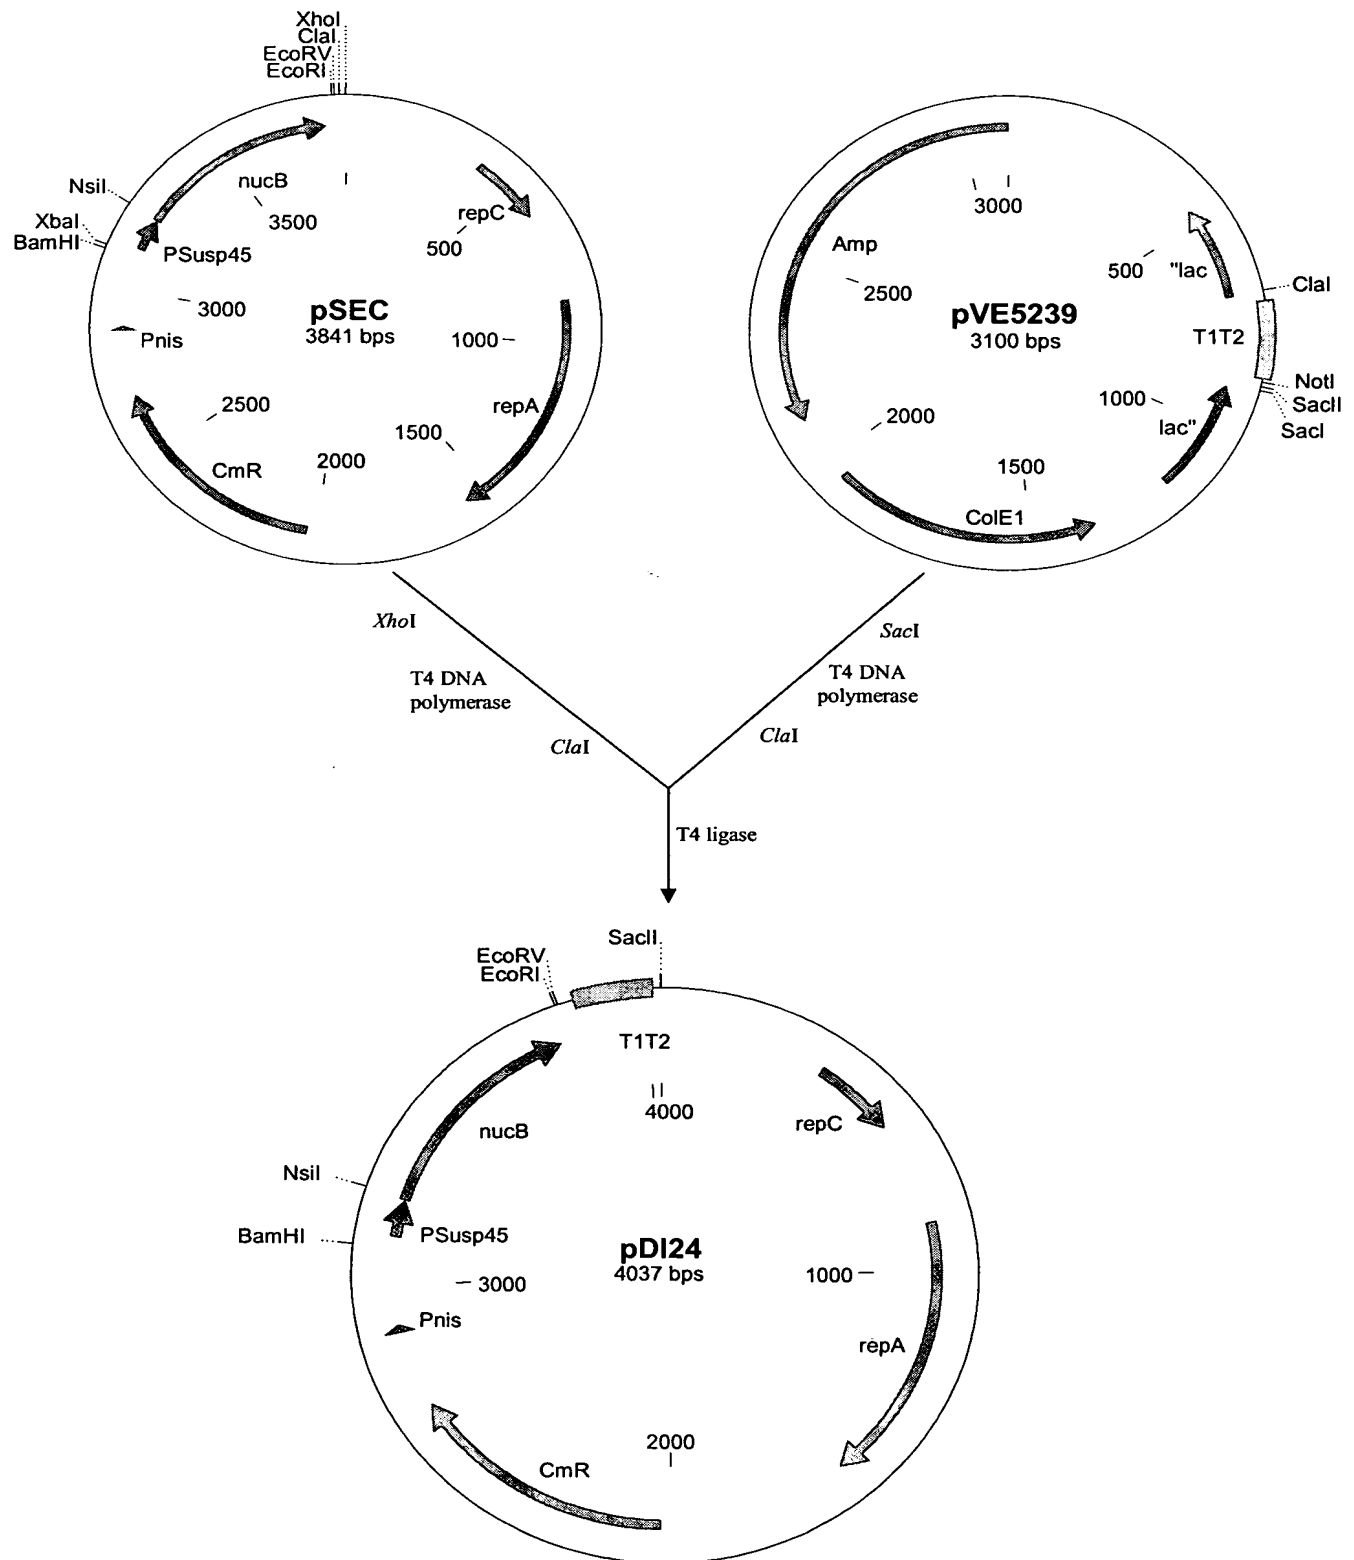 XhoI
ClaI
EcoRV
EcoRI
NsiI
XbaI
BamHI
nucB
3500
repC
500
PSusp45
3000
pSEC
3841 bps
1000
Pnis
2500
repA
1500
CmR
2000
3000
Amp
500
"lac
ClaI
2500
pVE5239
3100 bps
T1T2
NotI
SacII
SacI
1000
lac"
2000
1500
ColE1
XhoI
SacI
T4 DNA
polymerase
T4 DNA
polymerase
ClaI
ClaI
T4 ligase
SacII
EcoRV
EcoRI
T1T2
4000
repC
nucB
NsiI
BamHI
PSusp45
pDI24
4037 bps
1000
3000
Pnis
repA
2000
CmR